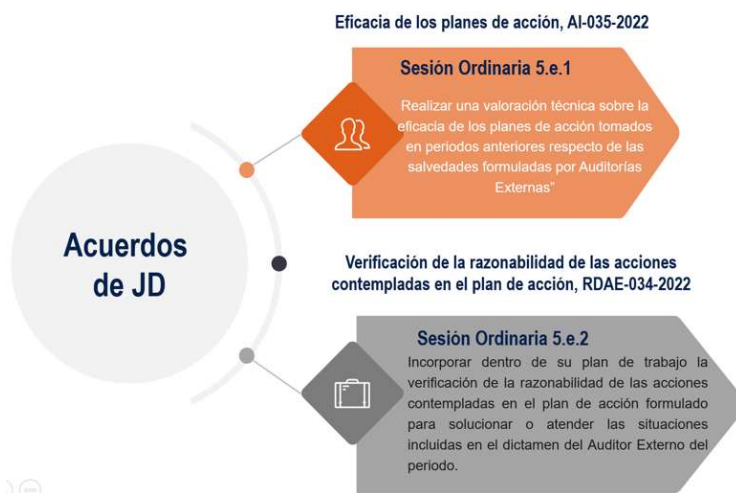 Eficacia de los planes de acción, AI-035-2022
Sesión Ordinaria 5.e.1
Realizar una valoración técnica sobre la
eficacia de los planes de acción tomados
en periodos anteriores respecto de las
salvedades formuladas por Auditorías
Externas”
Acuerdos
de JD
Verificación de la razonabilidad de las acciones
contempladas en el plan de acción, RDAE-034-2022
Sesión Ordinaria 5.e.2
Incorporar dentro de su plan de trabajo la
verificación de la razonabilidad de las acciones
contempladas en el plan de acción formulado
para solucionar o atender las situaciones
incluidas en el dictamen del Auditor Externo del
periodo.